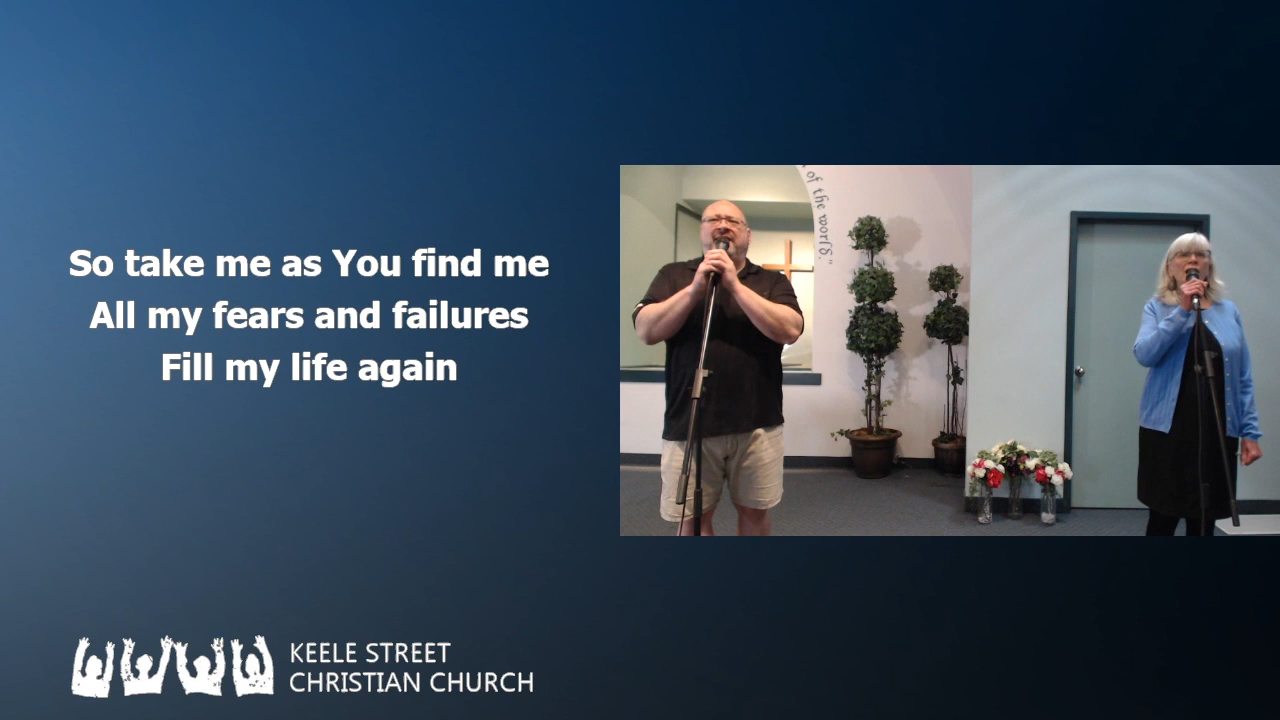 So take me as You find me
All my fears and failures
Fill my life again
of the world."
KEELE STREET
CHRISTIAN CHURCH